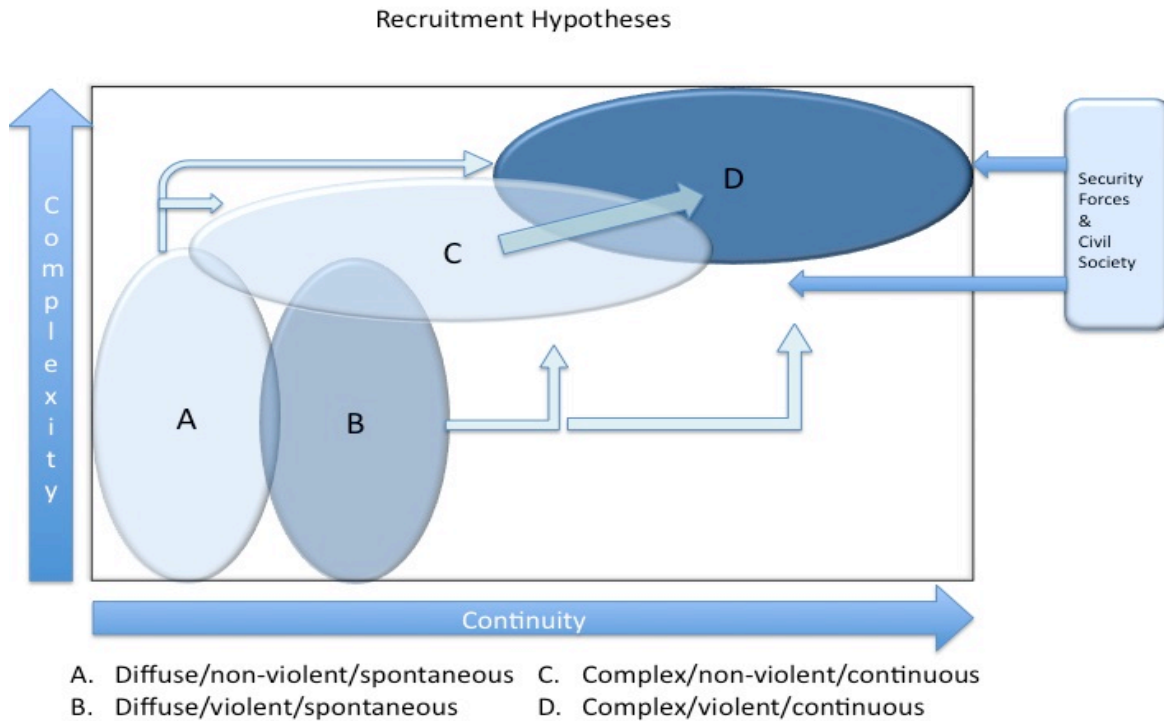 Recruitment Hypotheses
Complexity
D
C
A
B
Security
Forces
&
Civil
Society
Continuity
A. Diffuse/non-violent/spontaneous
C. Complex/non-violent/continuous
B. Diffuse/violent/spontaneous
D. Complex/violent/continuous